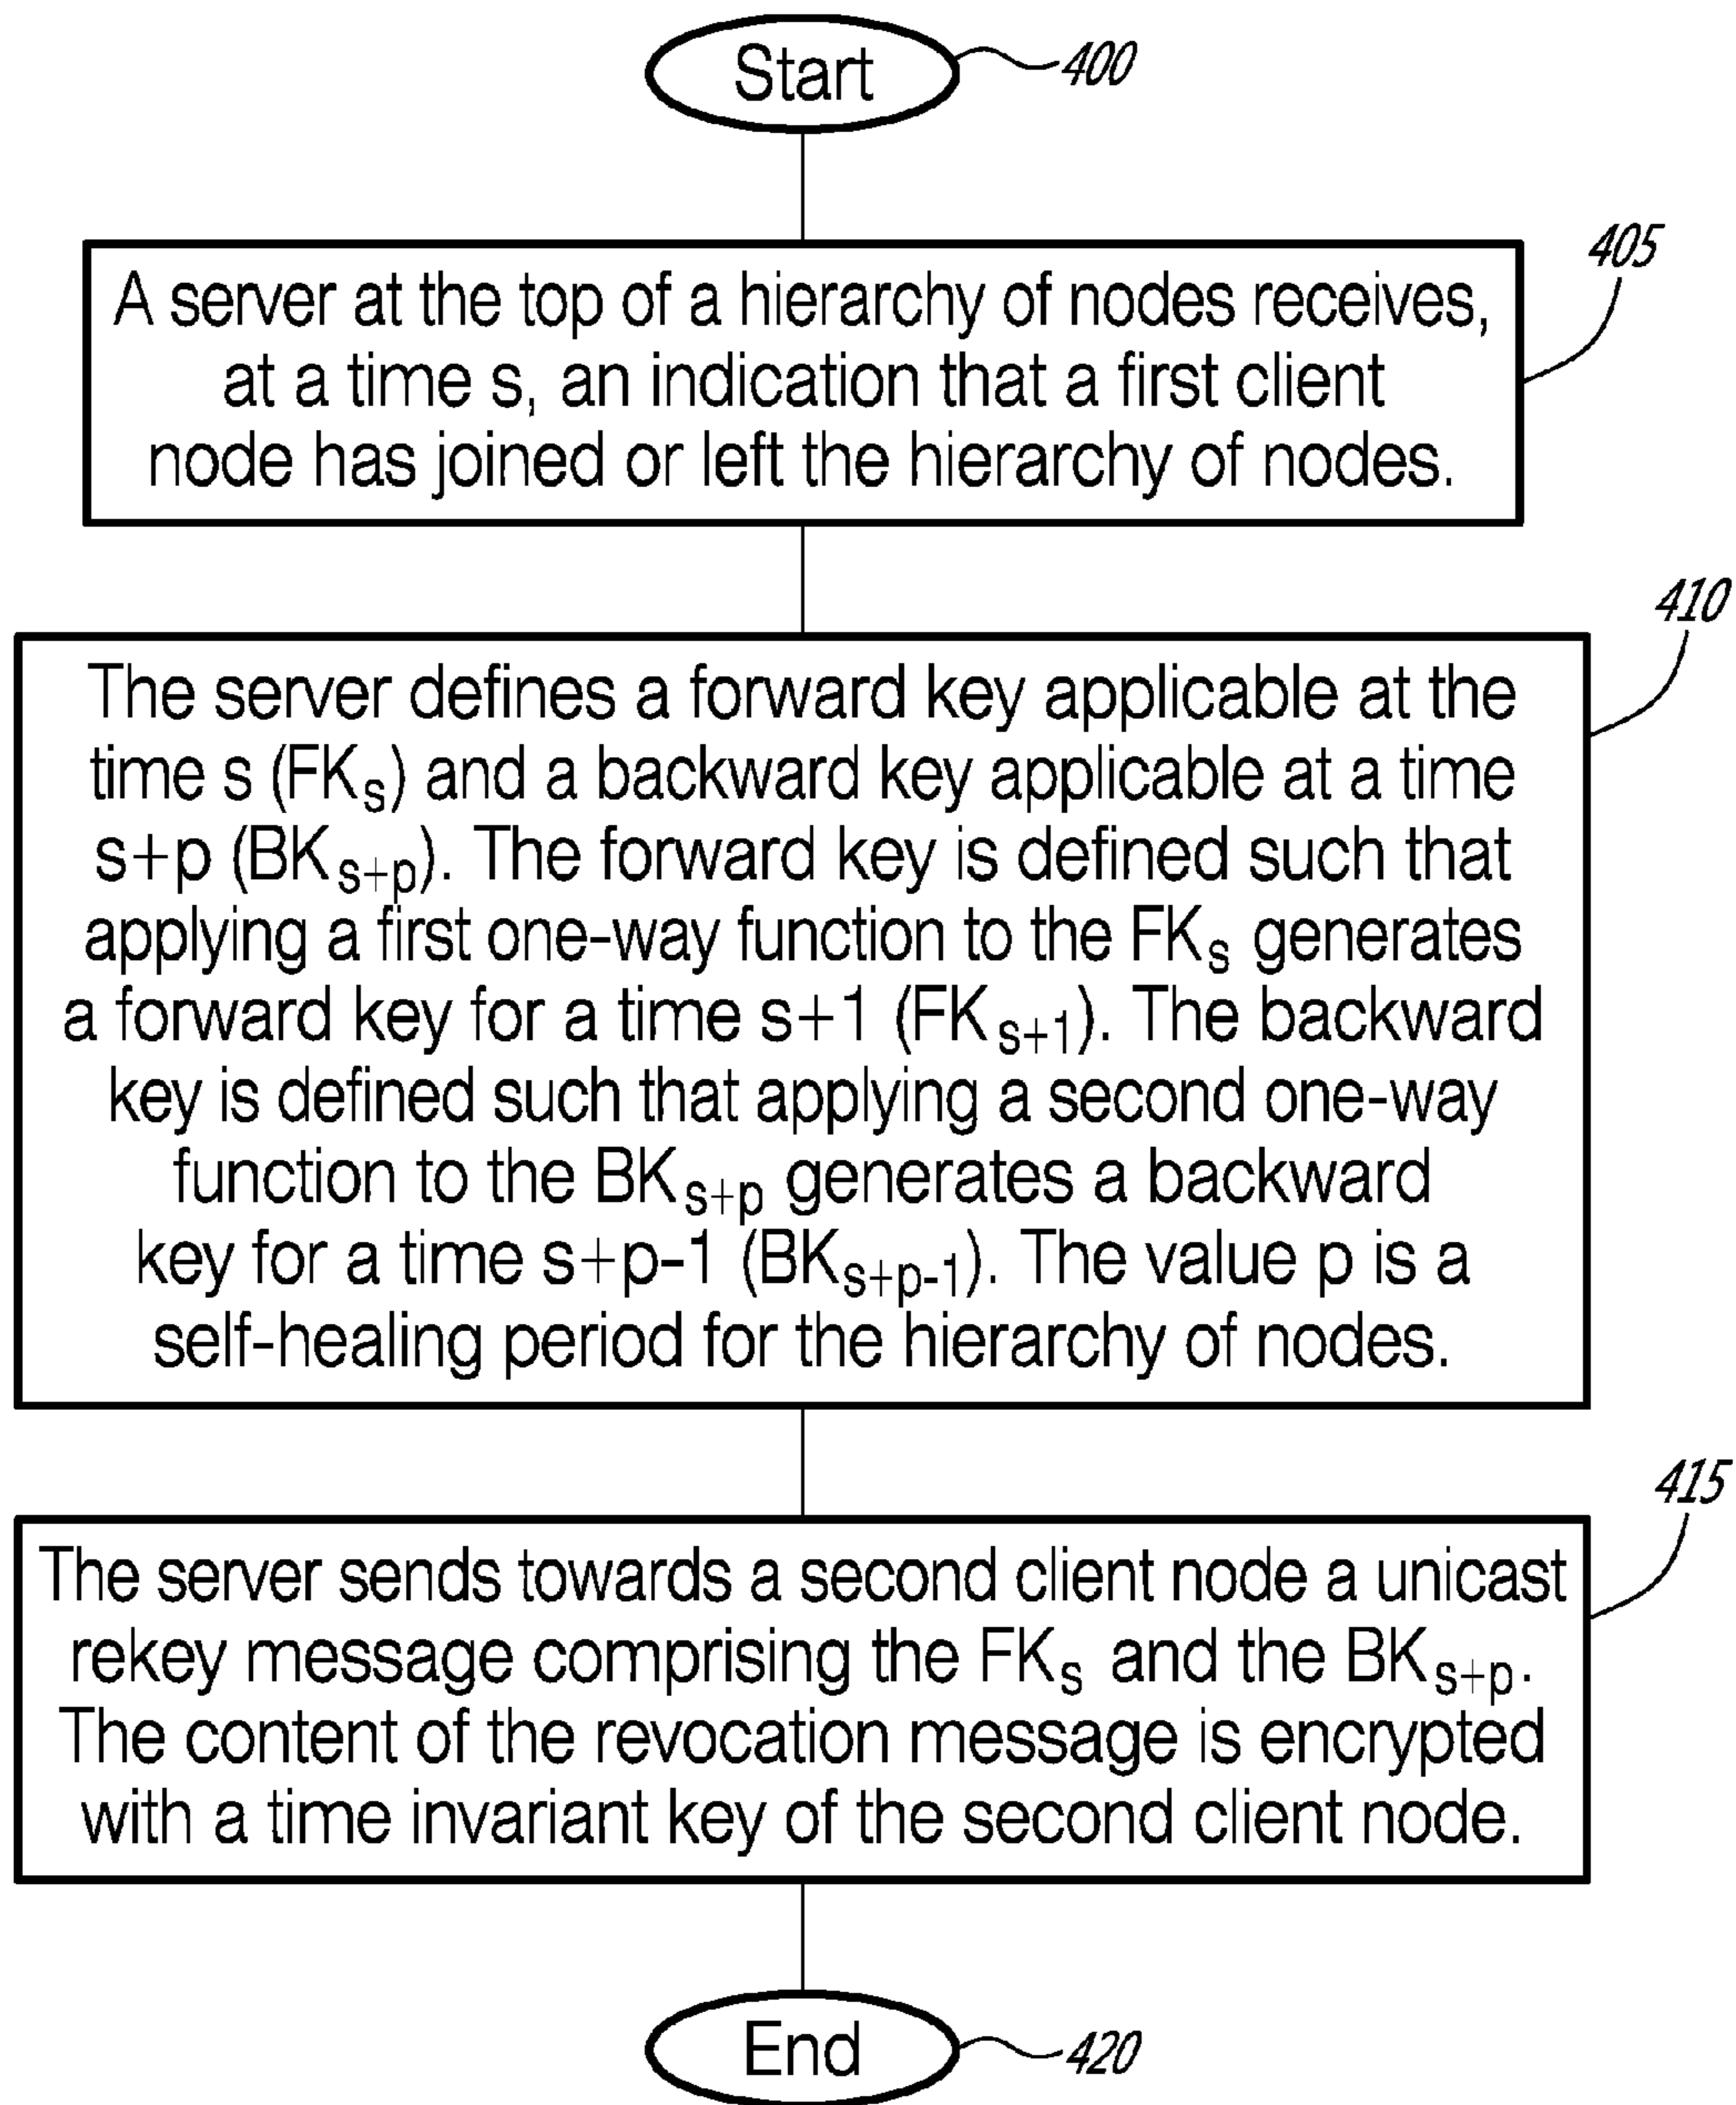 Start
400
405
A server at the top of a hierarchy of nodes receives,
at a time s, an indication that a first client
node has joined or left the hierarchy of nodes.
410
The server defines a forward key applicable at the
time s (FKs) and a backward key applicable at a time
s+p (BKs+p). The forward key is defined such that
applying a first one-way function to the FKs generates
a forward key for a time s+1 (FKs+1). The backward
key is defined such that applying a second one-way
function to the BKs+p generates a backward
key for a time s+p-1 (BKs+p-1). The value p is a
self-healing period for the hierarchy of nodes.
415
The server sends towards a second client node a unicast
rekey message comprising the FKs and the BKs+p.
The content of the revocation message is encrypted
with a time invariant key of the second client node.
End
420